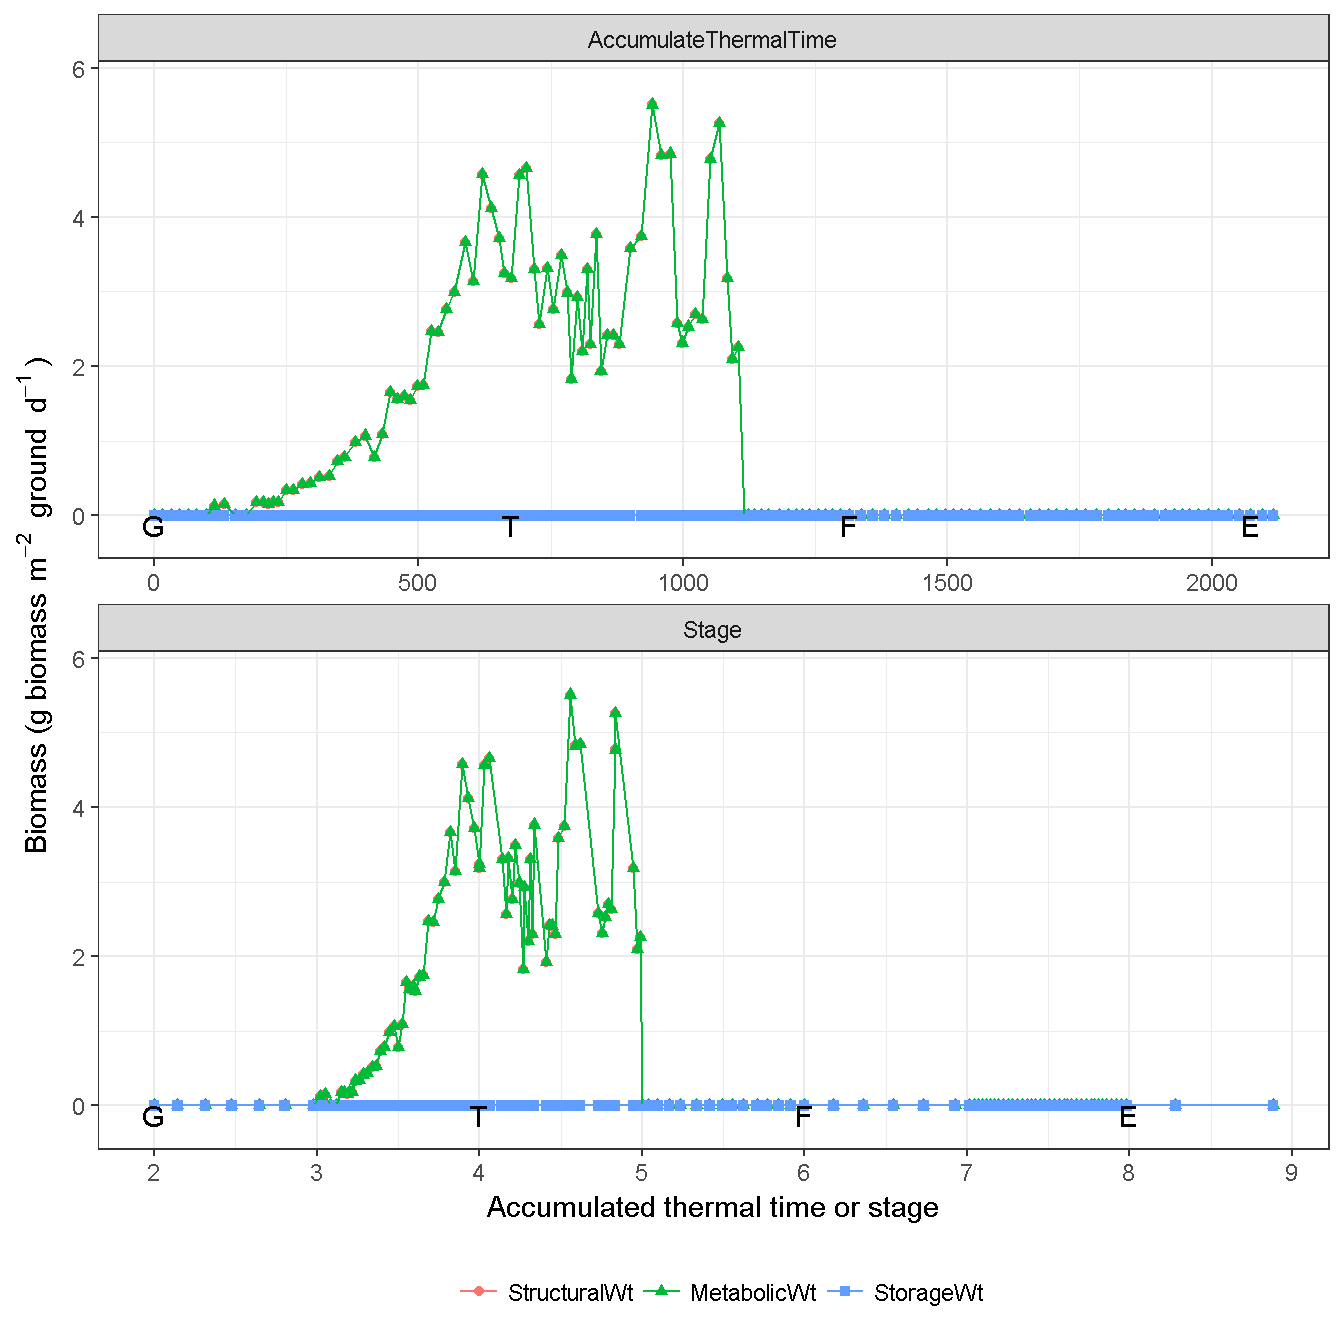 AccumulateThermalTime
6
4
2
0
G T F E
0 500 1000 1500 2000
Stage
6
4
2
0
G T F E
2 3 4 5 6 7 8 9
Biomass (g biomass m⁻² ground d⁻¹)
Accumulated thermal time or stage
StructuralWt MetabolicWt StorageWt